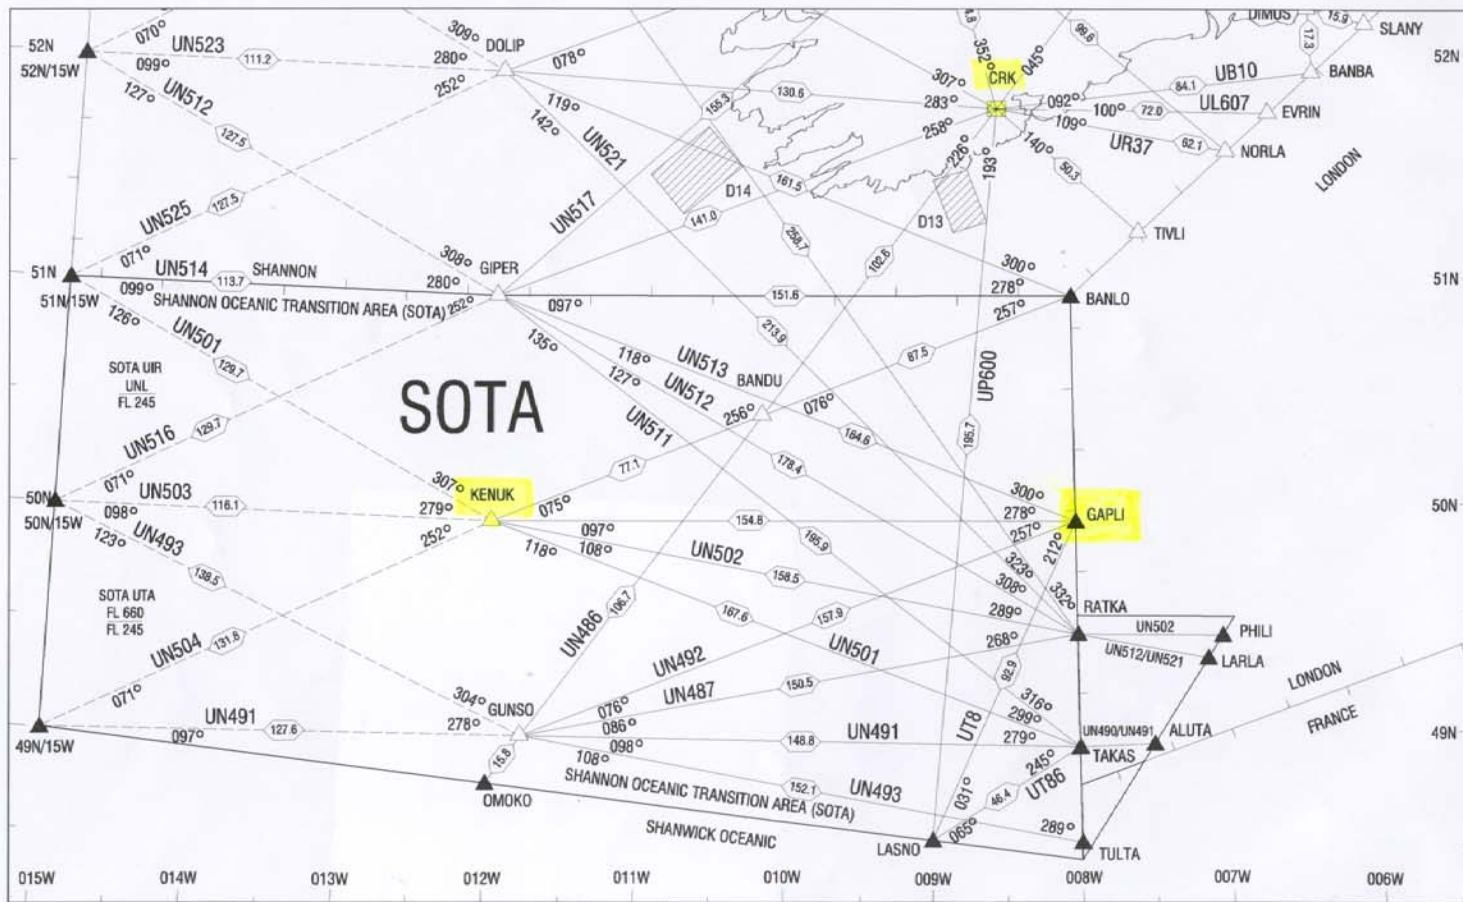 52N
52N/15W
070°
UN523
099°
111.2
127°
UN512
127.5
309°
DOLIP
280°
252°
078°
119°
142°
UN521
155.3
130.6
307°
283°
258°
352°
CRK
045°
99.6
DIMUS
15.9
SLANY
17.3
52N
BANBA
UB10
84.1
092°
UL607
100°
72.0
EVRIN
109°
UR37
62.1
NORLA
140°
50.3
226°
193°
LONDON
TIVLI
D14
D13
161.5
141.0
UN517
258.7
102.6
UN525
127.5
071°
51N
51N/15W
UN514
SHANNON
099°
113.7
SHANNON OCEANIC TRANSITION AREA (SOTA)
308°
GIPER
280°
252°
097°
151.6
300°
278°
257°
BANLO
51N
126°
UN501
129.7
135°
118°
UN513
127°
UN512
BANDU
213.9
87.5
UP600
SOTA UIR
UNL
FL 245
SOTA
UN511
256°
076°
164.6
195.7
UN516
129.7
071°
77.1
178.4
50N
50N/15W
UN503
098°
116.1
307°
KENUK
279°
252°
075°
097°
154.8
300°
278°
257°
GAPLI
212°
50N
123°
UN493
138.5
118°
108°
UN502
158.5
195.9
323°
308°
332°
SOTA UTA
FL 660
FL 245
UN486
106.7
167.6
157.9
289°
268°
RATKA
UN502
PHILI
UN512/UN521
LARLA
UN504
131.8
071°
UN492
UN501
92.9
LONDON
FRANCE
304°
GUNSO
076°
UN487
150.5
086°
316°
299°
49N/15W
UN491
097°
127.6
278°
098°
148.8
UN491
UT8
279°
UN490/UN491
TAKAS
ALUTA
49N
108°
15.8
OMOKO
SHANNON OCEANIC TRANSITION AREA (SOTA)
152.1
UN493
031°
245°
46.4
UT86
SHANWICK OCEANIC
LASNO
065°
289°
TULTA
015W
014W
013W
012W
011W
010W
009W
008W
007W
006W